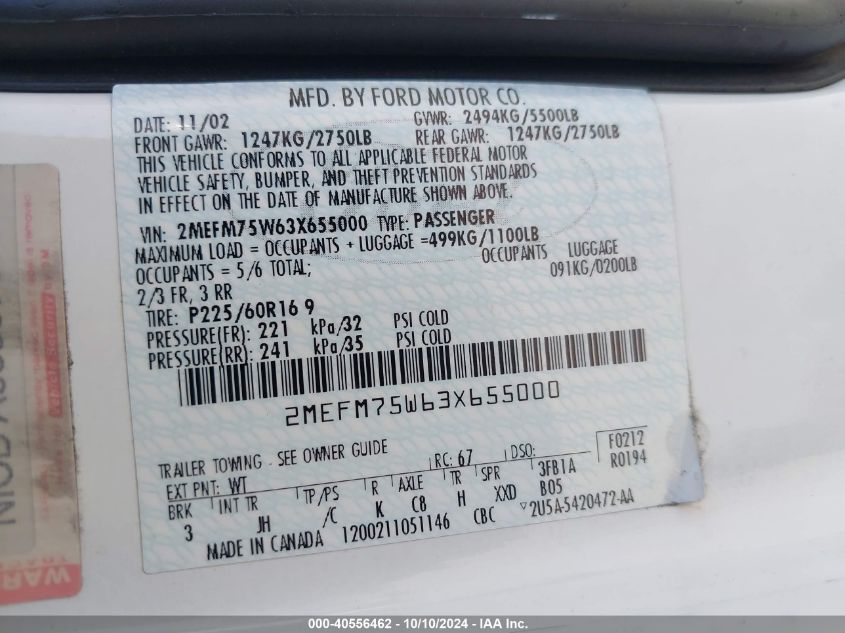 MFD. BY FORD MOTOR CO.
DATE: 11/02 GVWR: 2494KG/5500LB
FRONT GAWR: 1247KG/2750LB REAR GAWR: 1247KG/2750LB
THIS VEHICLE CONFORMS TO ALL APPLICABLE FEDERAL MOTOR
VEHICLE SAFETY, BUMPER, AND THEFT PREVENTION STANDARDS
IN EFFECT ON THE DATE OF MANUFACTURE SHOWN ABOVE.
VIN: 2MEFM75W63X655000 TYPE: PASSENGER
MAXIMUM LOAD = OCCUPANTS + LUGGAGE =499KG/1100LB
OCCUPANTS = 5/6 TOTAL; OCCUPANTS LUGGAGE
2/3 FR, 3 RR 091KG/0200LB
TIRE: P225/60R16 9
PRESSURE(FR): 221 kPa/32 PSI COLD
PRESSURE(RR): 241 kPa/35 PSI COLD
2MEFM75W63X655000
TRAILER TOWING - SEE OWNER GUIDE
EXT PNT: WT RC: 67 DSO: F0212
BRK INT TR TP/PS R AXLE TR SPR 3FB1A R0194
3 JH /C K C8 H XXD B05
MADE IN CANADA 1200211051146 CBC 2U5A-5420472-AA
WAR
000-40556462 - 10/10/2024 - IAA Inc.